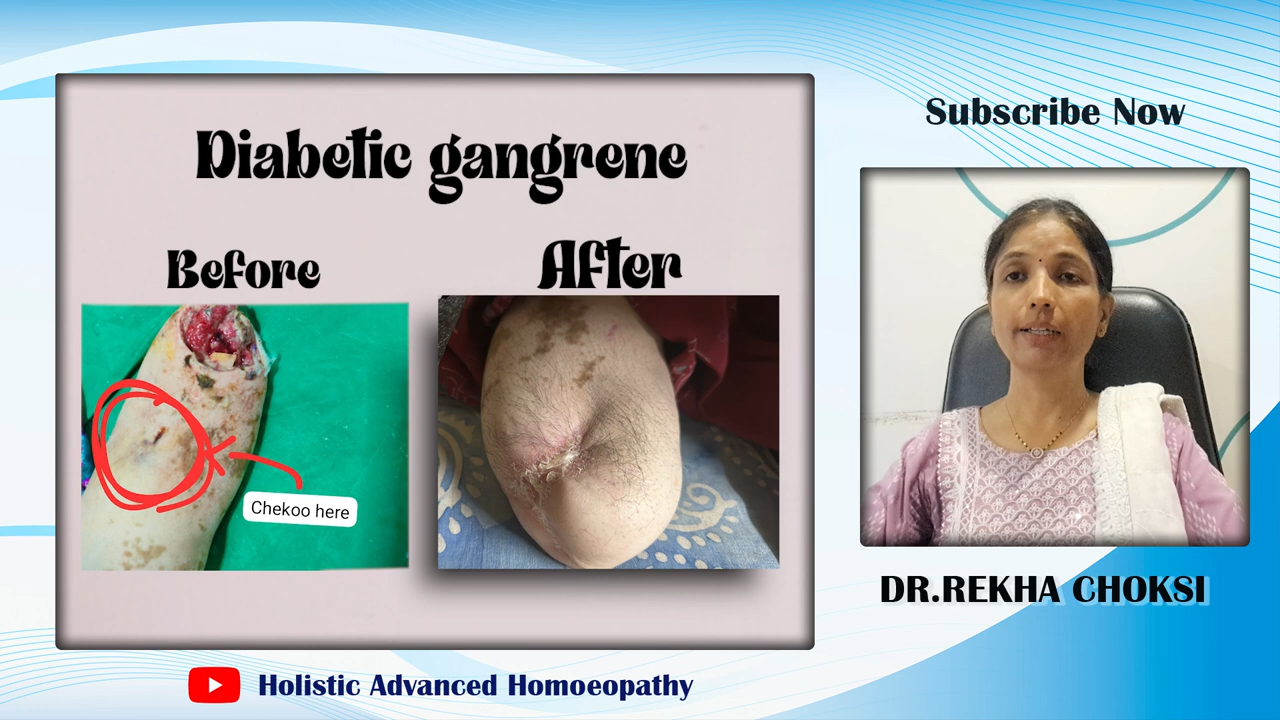 Diabetic gangrene
Before
After
Chekoo here
Subscribe Now
DR.REKHA CHOKSI
Holistic Advanced Homoeopathy